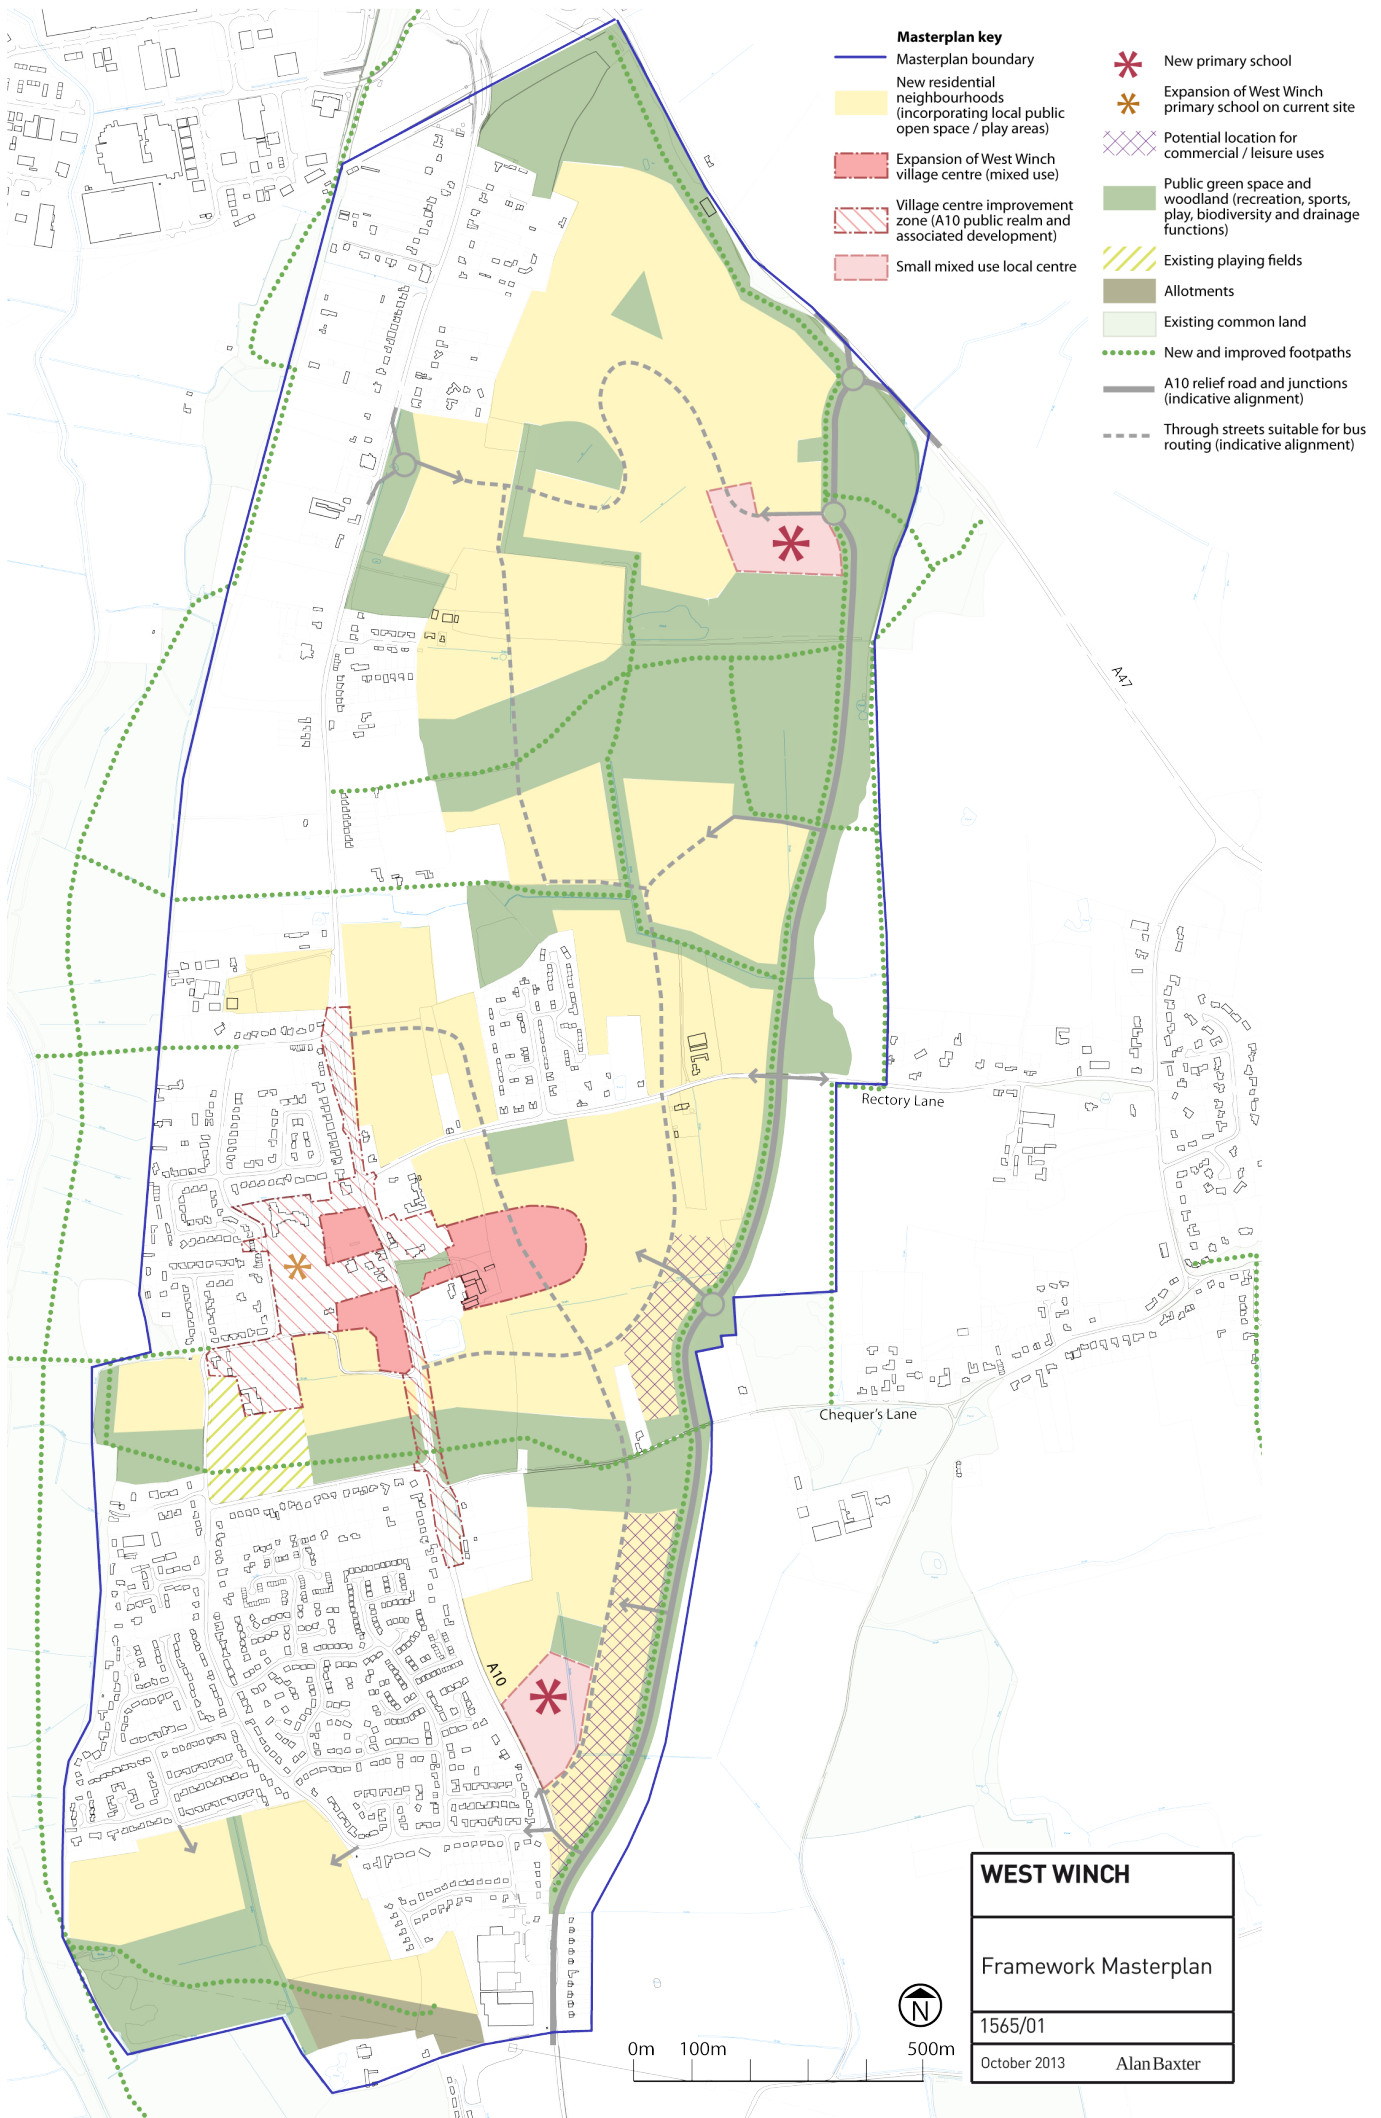 Masterplan key
Masterplan boundary
New residential
neighbourhoods
(incorporating local public
open space / play areas)
Expansion of West Winch
village centre (mixed use)
Village centre improvement
zone (A10 public realm and
associated development)
Small mixed use local centre
New primary school
Expansion of West Winch
primary school on current site
Potential location for
commercial / leisure uses
Public green space and
woodland (recreation, sports,
play, biodiversity and drainage
functions)
Existing playing fields
Allotments
Existing common land
New and improved footpaths
A10 relief road and junctions
(indicative alignment)
Through streets suitable for bus
routing (indicative alignment)
A47
Rectory Lane
Chequer's Lane
A10
WEST WINCH
Framework Masterplan
1565/01
October 2013 Alan Baxter
N
0m 100m 500m